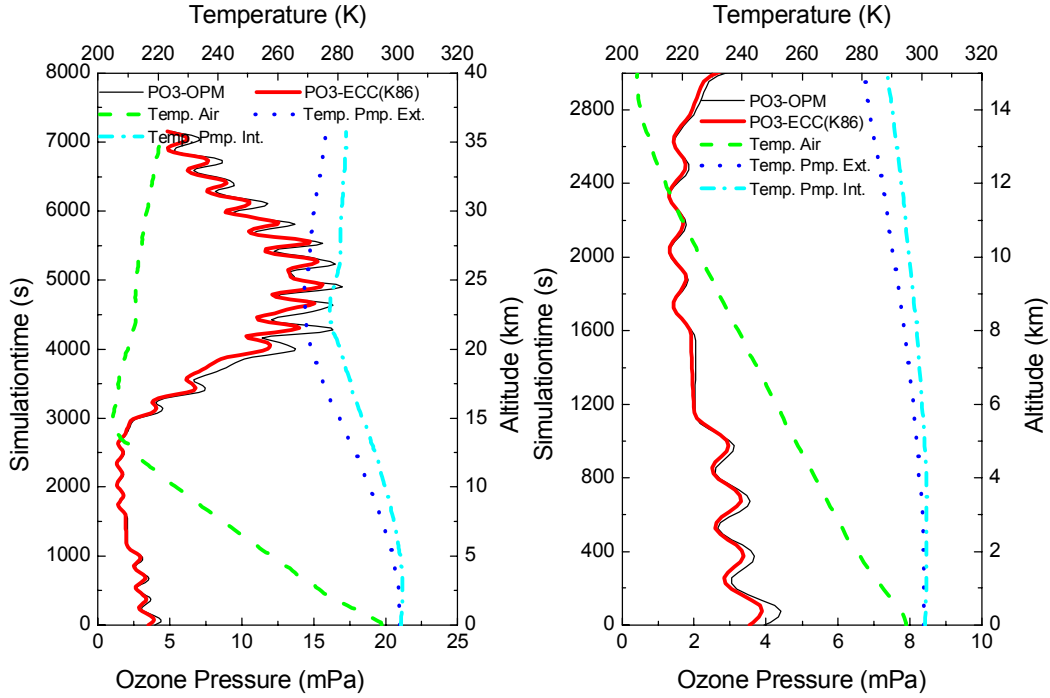 Temperature (K)
200 220 240 260 280 300 320
8000
7000
6000
5000
4000
3000
2000
1000
0
Simulationtime (s)
PO3-OPM PO3-ECC(K86)
Temp. Air Temp. Pmp. Ext.
Temp. Pmp. Int.
40
35
30
25
20
15
10
5
0
Altitude (km)
0 5 10 15 20 25
Ozone Pressure (mPa)
Temperature (K)
200 220 240 260 280 300 320
2800
2400
2000
1600
1200
800
400
0
Simulationtime (s)
PO3-OPM
PO3-ECC(K86)
Temp. Air
Temp. Pmp. Ext.
Temp. Pmp. Int.
14
12
10
8
6
4
2
0
Altitude (km)
0 2 4 6 8 10
Ozone Pressure (mPa)